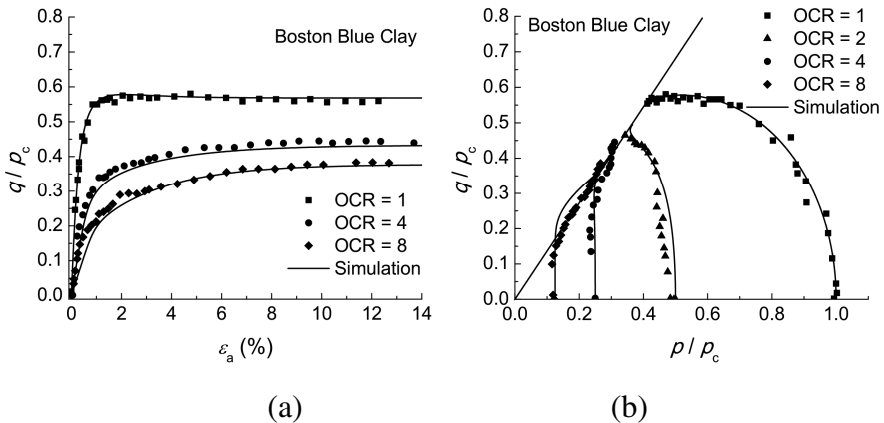 0.8
0.7
0.6
0.5
0.4
0.3
0.2
0.1
0.0
q / p_c
Boston Blue Clay
OCR = 1
OCR = 4
OCR = 8
Simulation
0 2 4 6 8 10 12 14
ε_a (%)
(a)
0.8
0.7
0.6
0.5
0.4
0.3
0.2
0.1
0.0
q / p_c
Boston Blue Clay
OCR = 1
OCR = 2
OCR = 4
OCR = 8
Simulation
0.0 0.2 0.4 0.6 0.8 1.0
p / p_c
(b)